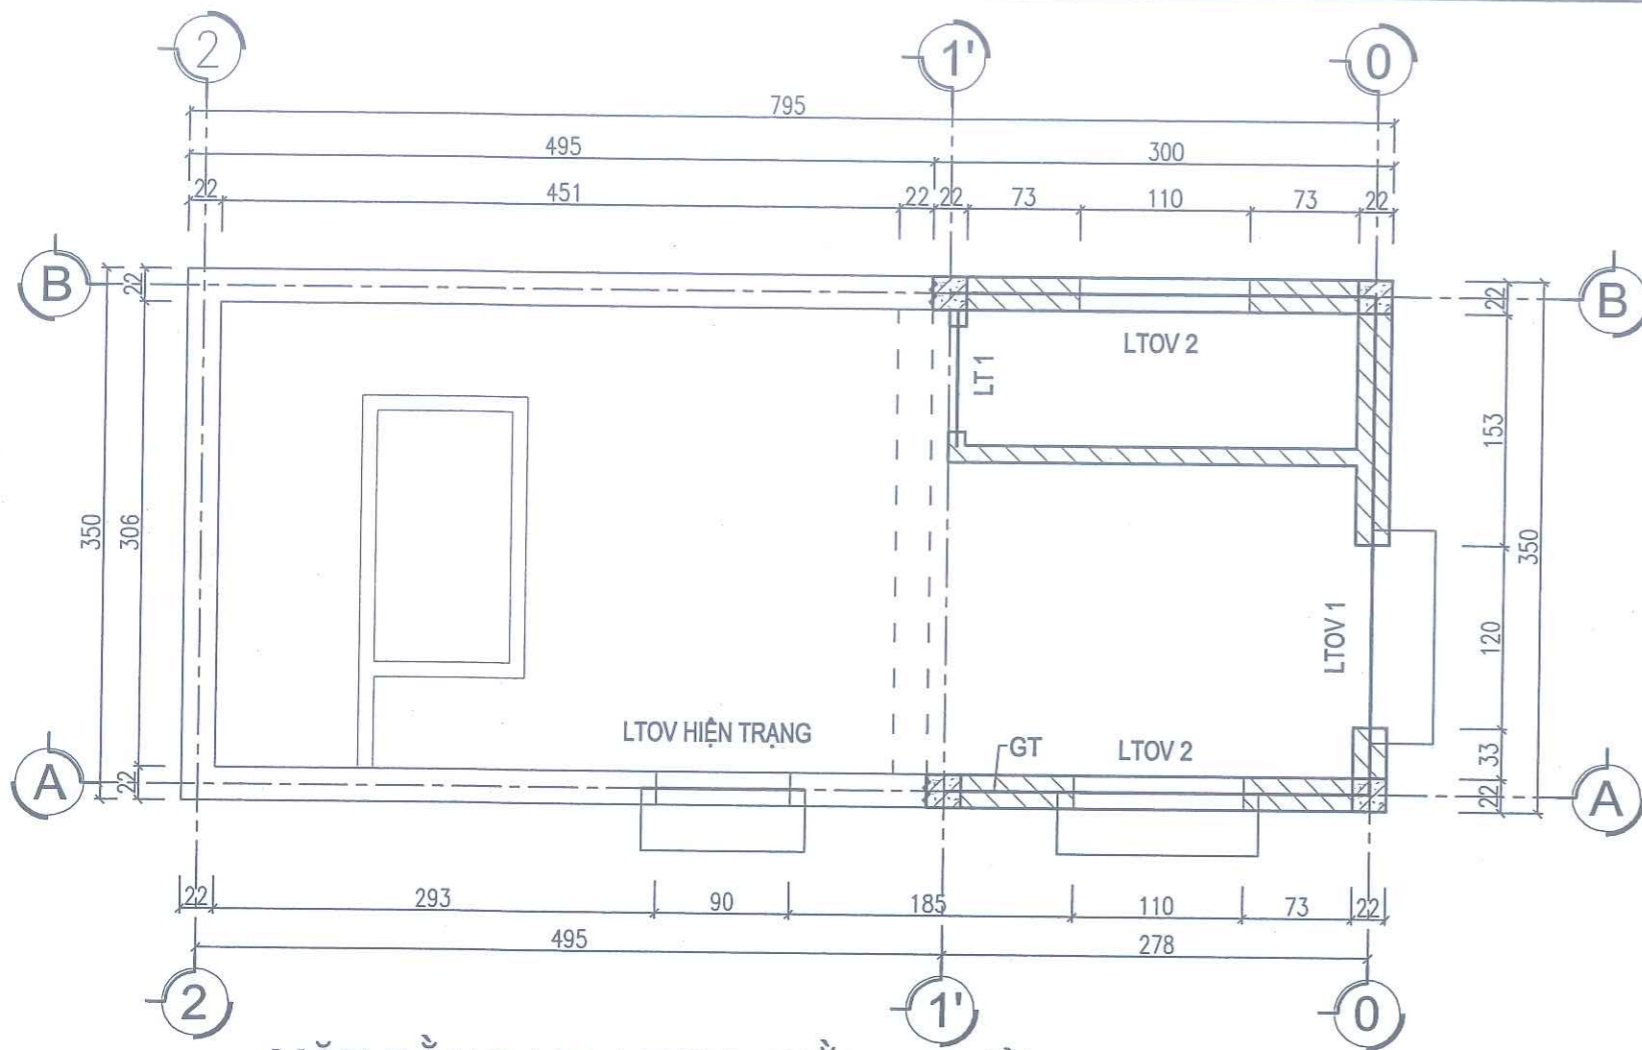 2 1' 0
795
495 300
22 451 22 22 73 110 73 22
B 22 22 B
LTOV 2
LT 1
350 306 153 350
120
LTOV 1
LTOV HIỆN TRẠNG
GT LTOV 2
33
A 22 22 A
22 293 90 185 110 73 22
495 278
2 1' 0